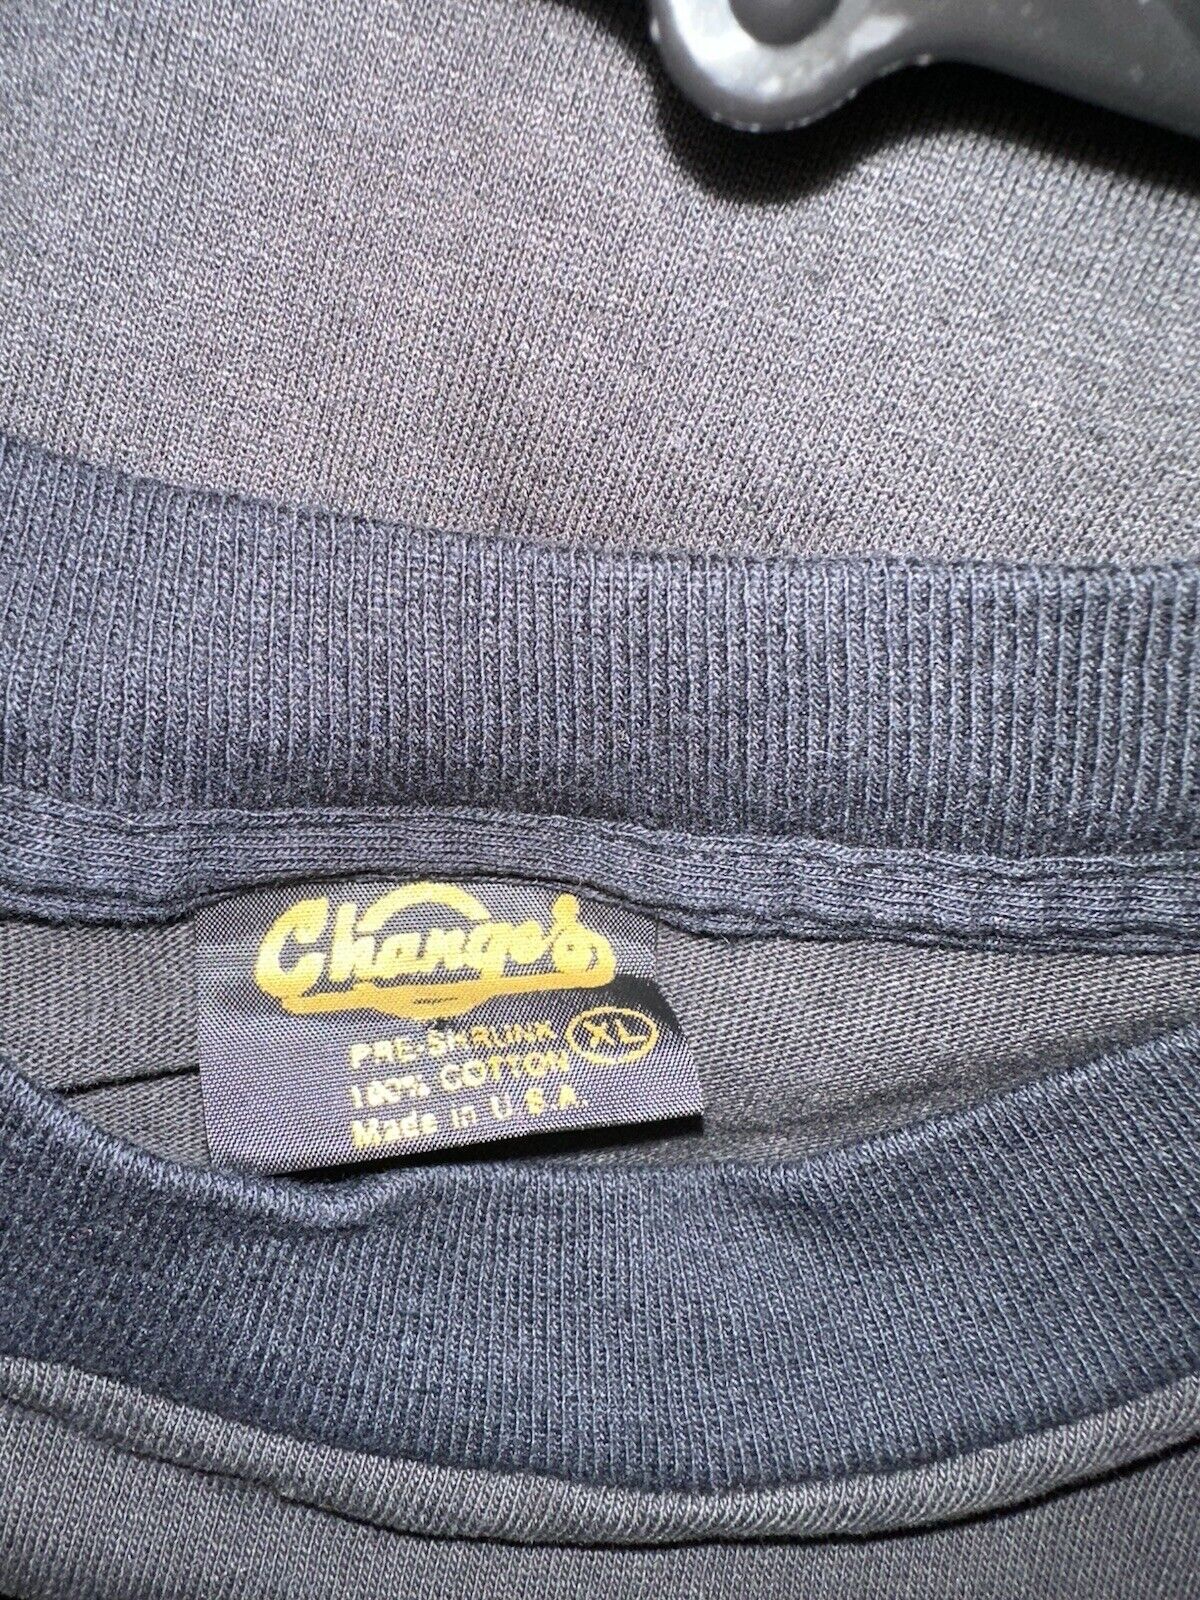 Changes
PRE-SHRUNK XL
100% COTTON
Made in U.S.A.